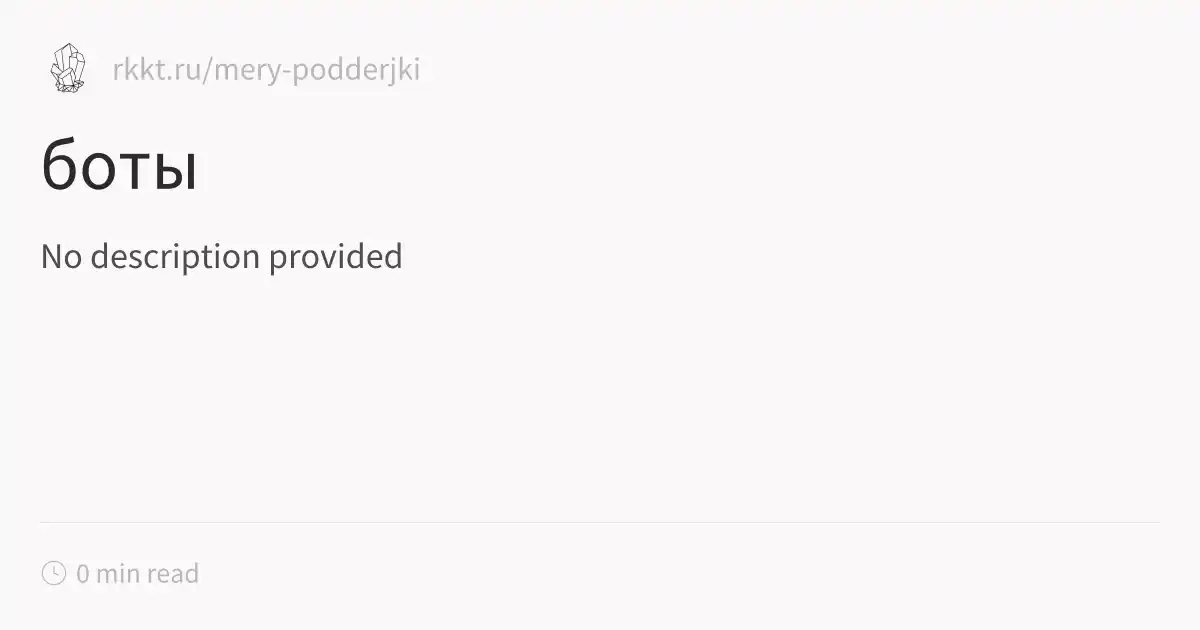 rkkt.ru/mery-podderjki
боты
No description provided
0 min read